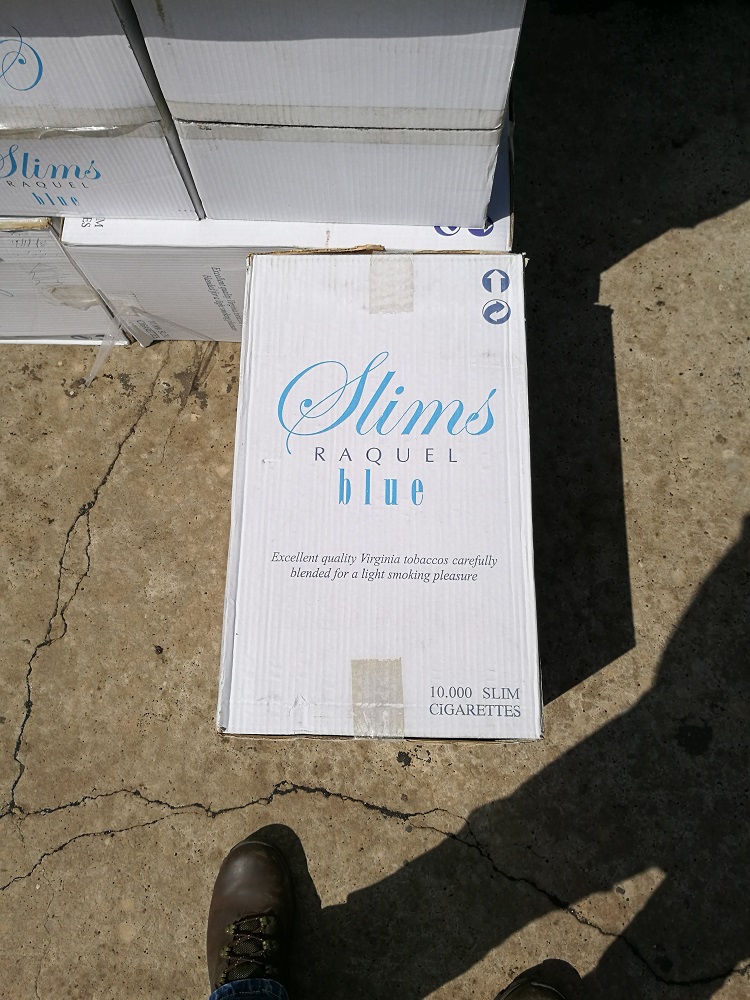 Slims
RAQUEL
blue
Slims
RAQUEL
blue
Excellent quality Virginia tobaccos carefully
blended for a light smoking pleasure
10.000 SLIM
CiGARETTES